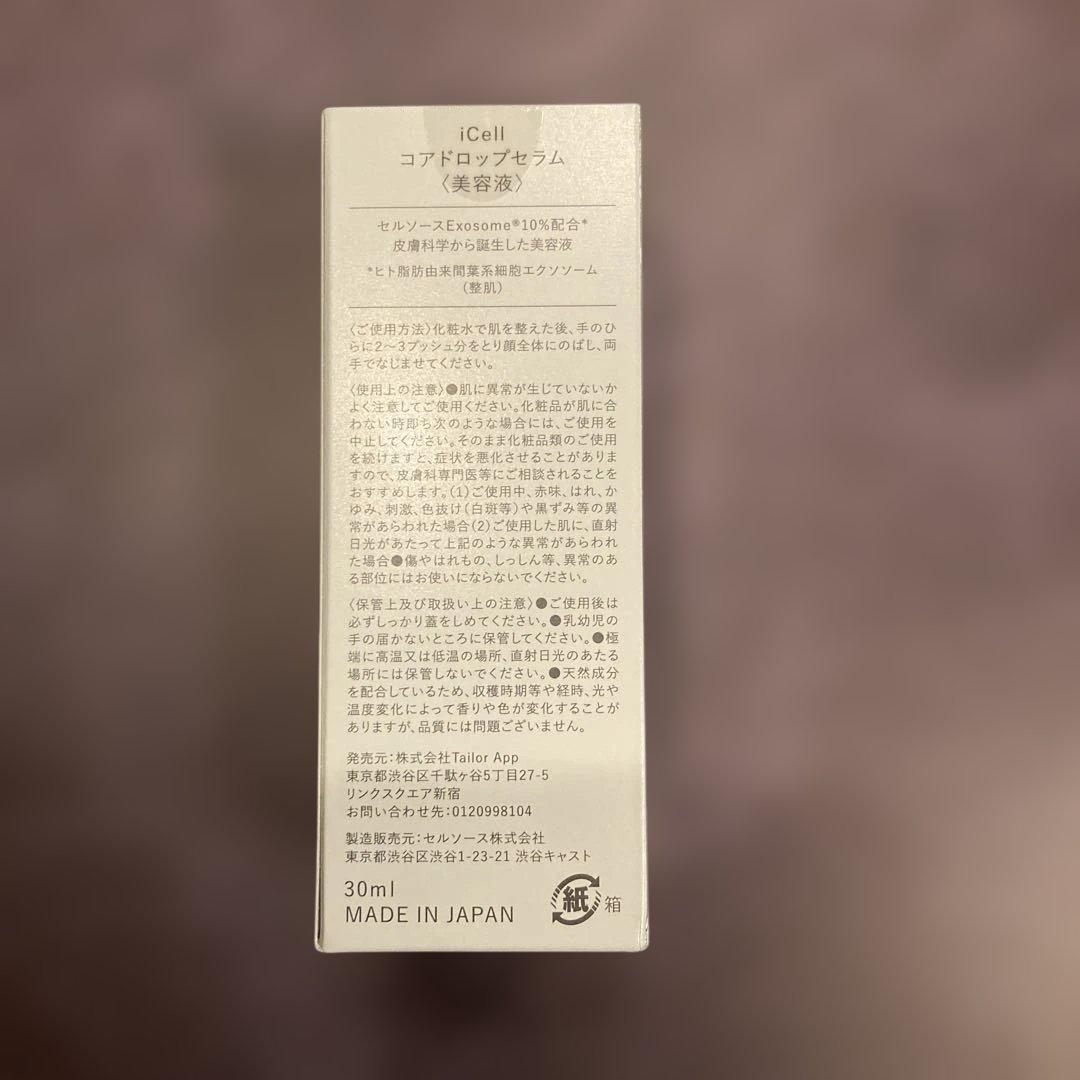 iCell
コアドロップセラム
〈美容液〉
セルソースExosome®10%配合*
皮膚科学から誕生した美容液
*ヒト脂肪由来間葉系細胞エクソソーム
(整肌)
〈ご使用方法〉化粧水で肌を整えた後、手のひ
らに2〜3プッシュ分をとり顔全体にのばし、両
手でなじませてください。
〈使用上の注意〉●肌に異常が生じていないか
よく注意してご使用ください。化粧品が肌に合
わない時即ち次のような場合には、ご使用を
中止してください。そのまま化粧品類のご使用
を続けますと、症状を悪化させることがありま
すので、皮膚科専門医等にご相談されることを
おすすめします。(1)ご使用中、赤味、はれ、か
ゆみ、刺激、色抜け(白斑等)や黒ずみ等の異
常があらわれた場合(2)ご使用した肌に、直射
日光があたって上記のような異常があらわれ
た場合●傷やはれもの、しっしん等、異常のあ
る部位にはお使いにならないでください。
〈保管上及び取扱い上の注意〉●ご使用後は
必ずしっかり蓋をしめてください。●乳幼児の
手の届かないところに保管してください。●極
端に高温又は低温の場所、直射日光のあたる
場所には保管しないでください。●天然成分
を配合しているため、収穫時期等や経時、光や
温度変化によって香りや色が変化することが
ありますが、品質には問題ございません。
発売元:株式会社Tailor App
東京都渋谷区千駄ヶ谷5丁目27-5
リンクスクエア新宿
お問い合わせ先:0120998104
製造販売元:セルソース株式会社
東京都渋谷区渋谷1-23-21 渋谷キャスト
30ml
MADE IN JAPAN
紙 箱